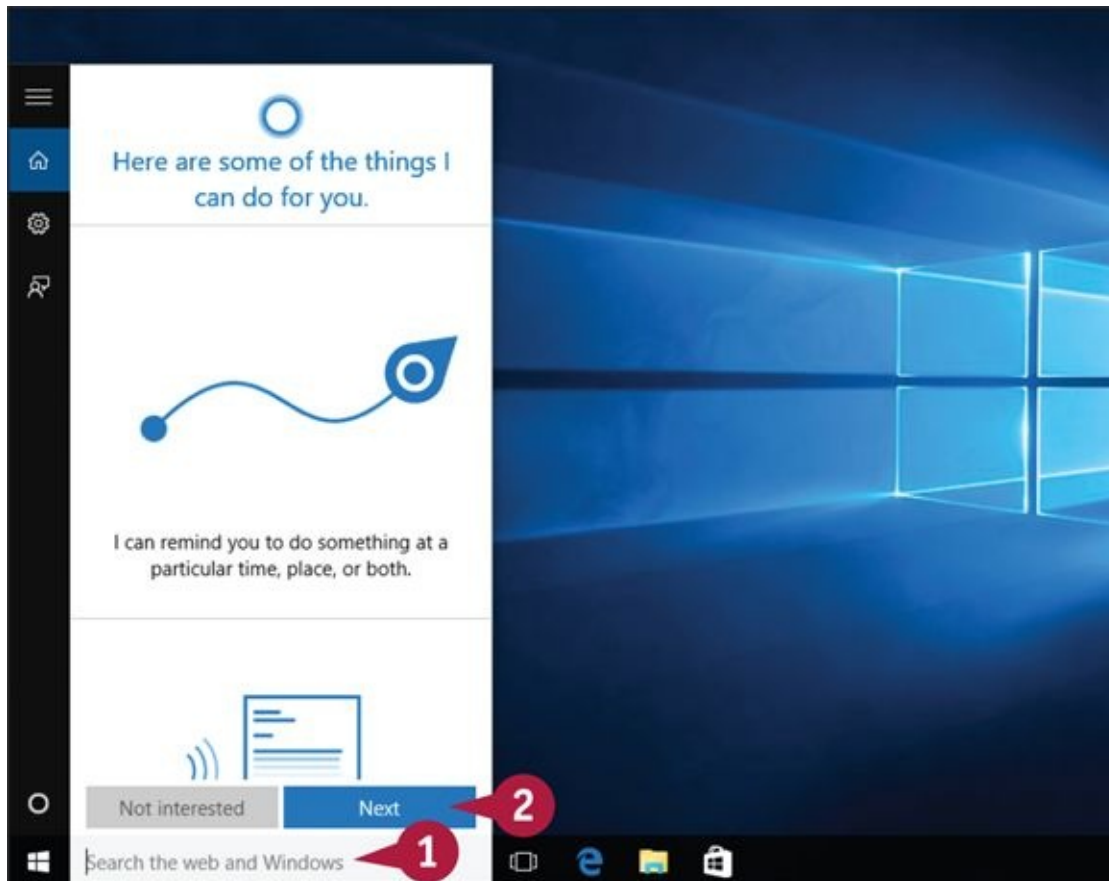 Here are some of the things I
can do for you.
I can remind you to do something at a
particular time, place, or both.
Not interested
Next
2
Search the web and Windows
1